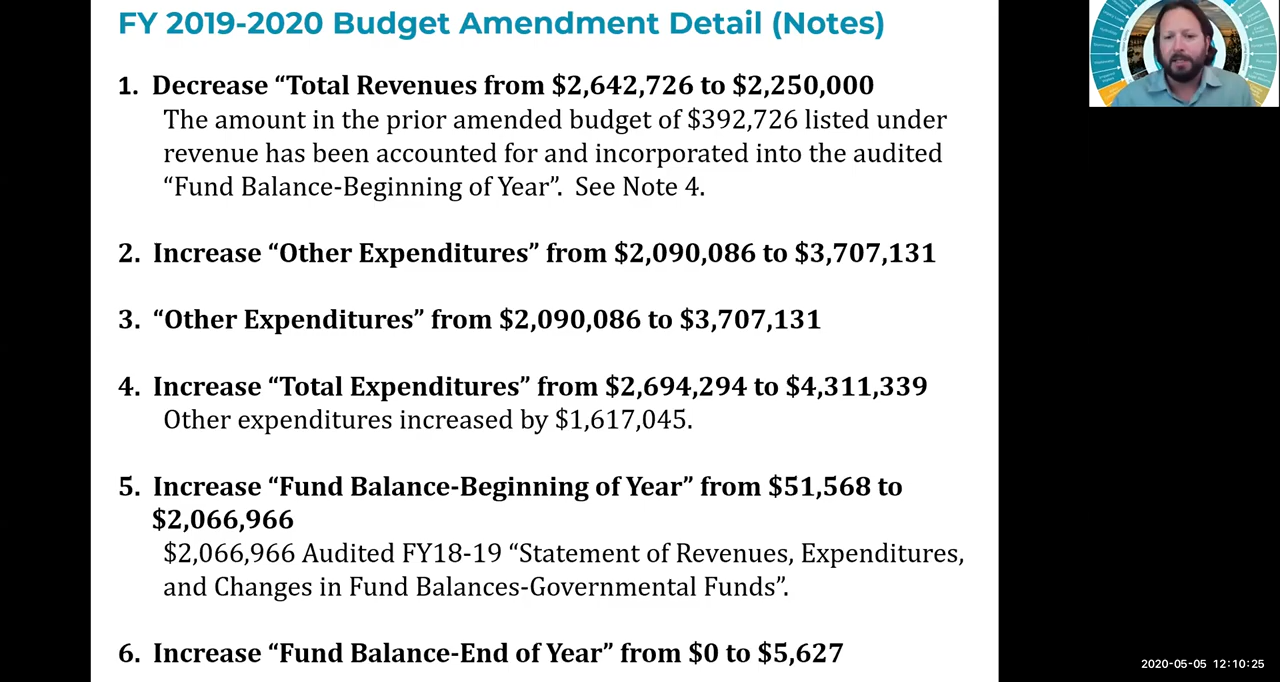 FY 2019-2020 Budget Amendment Detail (Notes)
1. Decrease “Total Revenues from $2,642,726 to $2,250,000
The amount in the prior amended budget of $392,726 listed under
revenue has been accounted for and incorporated into the audited
“Fund Balance-Beginning of Year”. See Note 4.
2. Increase “Other Expenditures” from $2,090,086 to $3,707,131
3. “Other Expenditures” from $2,090,086 to $3,707,131
4. Increase “Total Expenditures” from $2,694,294 to $4,311,339
Other expenditures increased by $1,617,045.
5. Increase “Fund Balance-Beginning of Year” from $51,568 to
$2,066,966
$2,066,966 Audited FY18-19 “Statement of Revenues, Expenditures,
and Changes in Fund Balances-Governmental Funds”.
6. Increase “Fund Balance-End of Year” from $0 to $5,627
2020-05-05 12:10:25